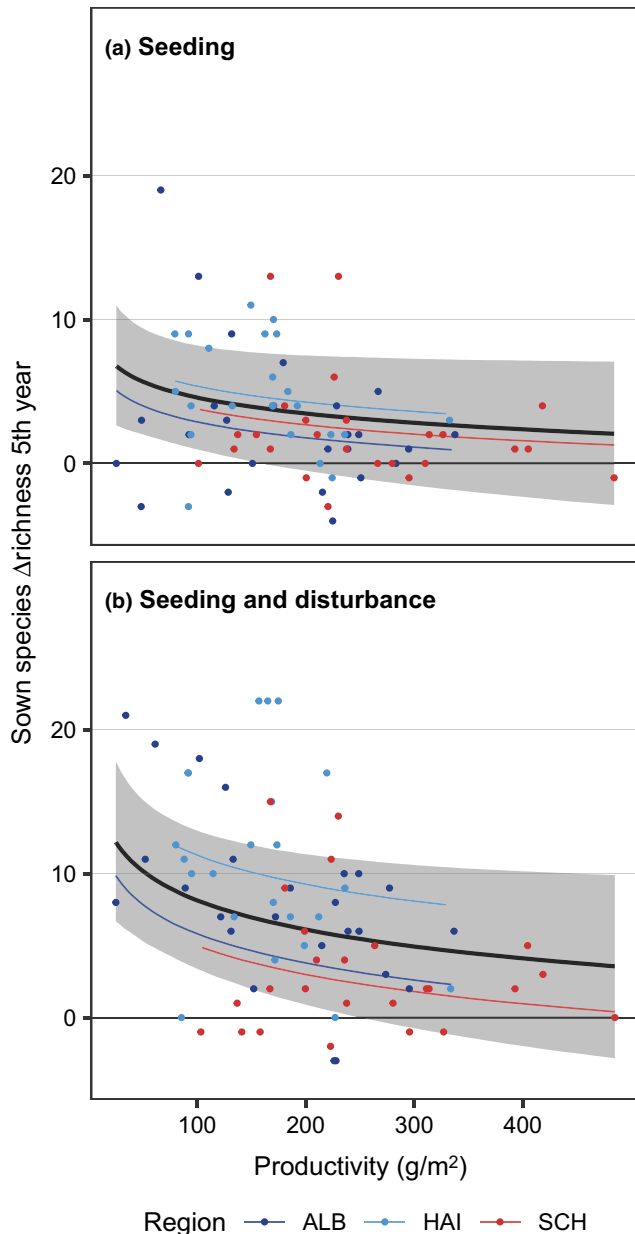 (a) Seeding
20
10
0
(b) Seeding and disturbance
20
10
0
Sown species Δrichness 5th year
100 200 300 400
Productivity (g/m²)
Region ALB HAI SCH